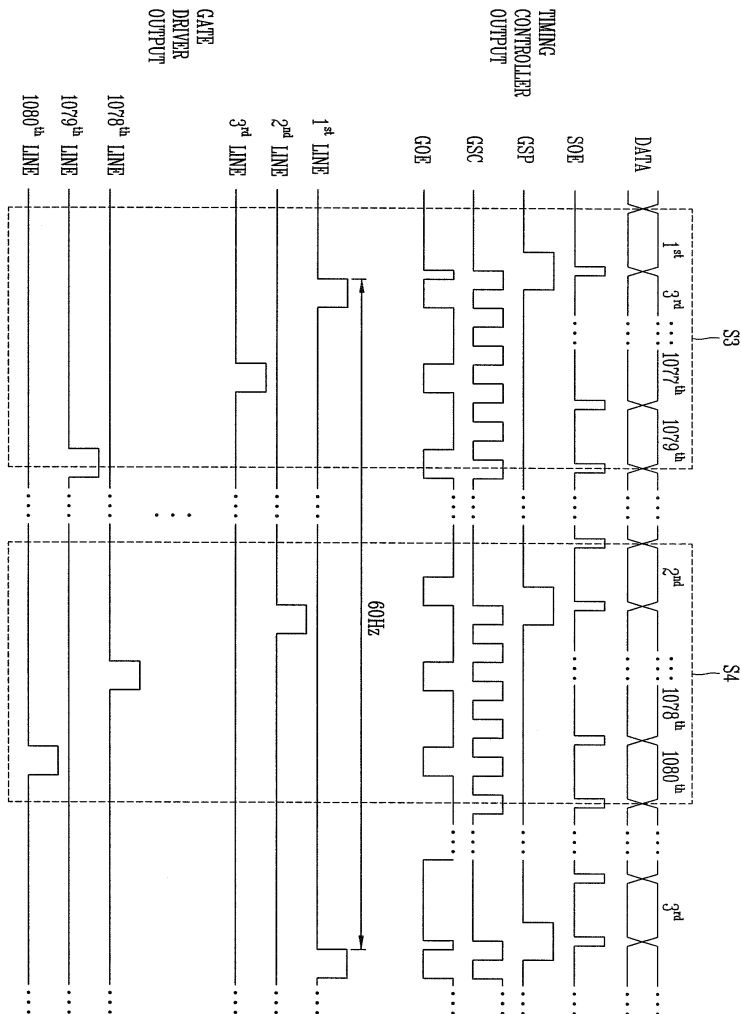 S3
S4
DATA
1st
3rd
...
1077th
1079th
2nd
...
1078th
1080th
3rd
TIMING
CONTROLLER
OUTPUT
SOE
GSP
GSC
GOE
60Hz
GATE
DRIVER
OUTPUT
1st LINE
2nd LINE
3rd LINE
1078th LINE
1079th LINE
1080th LINE